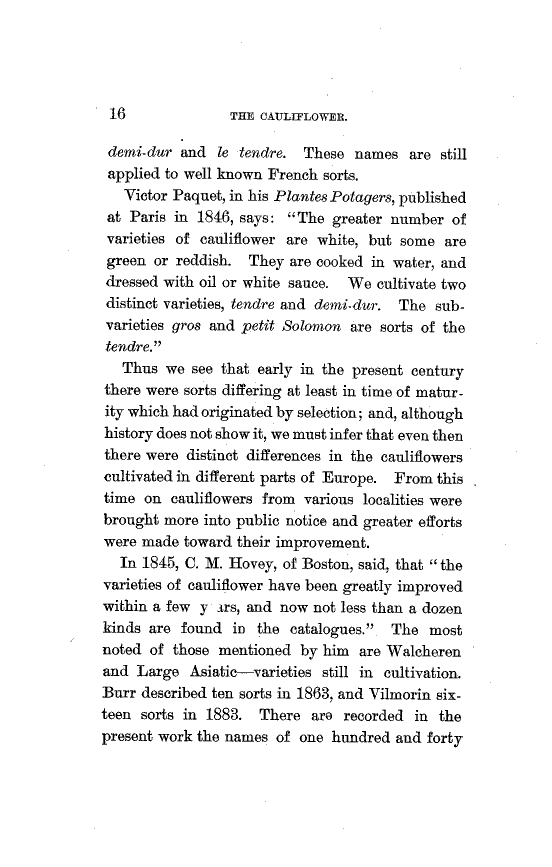 16 THE CAULIFLOWER.
demi-dur and le tendre. These names are still
applied to well known French sorts.
Victor Paquet, in his Plantes Potagers, published
at Paris in 1846, says: "The greater number of
varieties of cauliflower are white, but some are
green or reddish. They are cooked in water, and
dressed with oil or white sauce. We cultivate two
distinct varieties, tendre and demi-dur. The sub-
varieties gros and petit Solomon are sorts of the
tendre."
Thus we see that early in the present century
there were sorts differing at least in time of matur-
ity which had originated by selection; and, although
history does not show it, we must infer that even then
there were distinct differences in the cauliflowers
cultivated in different parts of Europe. From this
time on cauliflowers from various localities were
brought more into public notice and greater efforts
were made toward their improvement.
In 1845, C. M. Hovey, of Boston, said, that "the
varieties of cauliflower have been greatly improved
within a few y ars, and now not less than a dozen
kinds are found in the catalogues." The most
noted of those mentioned by him are Walcheren
and Large Asiatic—varieties still in cultivation.
Burr described ten sorts in 1863, and Vilmorin six-
teen sorts in 1883. There are recorded in the
present work the names of one hundred and forty